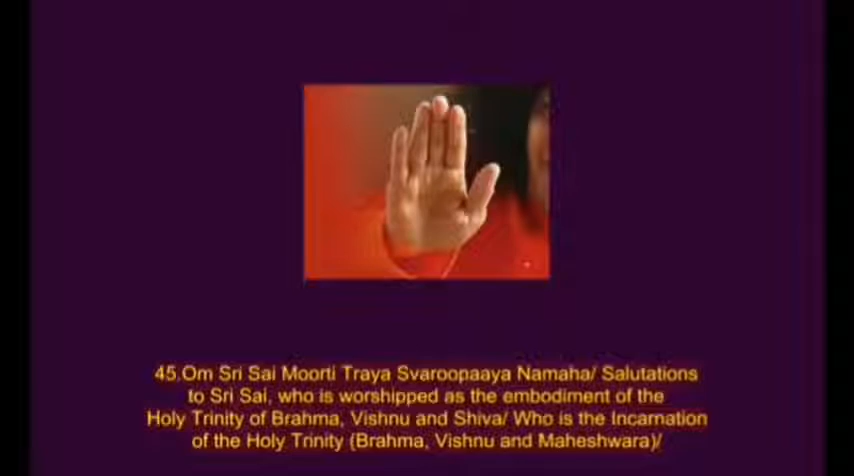 45.Om Sri Sai Moorti Traya Svaroopaaya Namaha/ Salutations
to Sri Sai, who is worshipped as the embodiment of the
Holy Trinity of Brahma, Vishnu and Shiva/ Who is the Incarnation
of the Holy Trinity (Brahma, Vishnu and Maheshwara)/